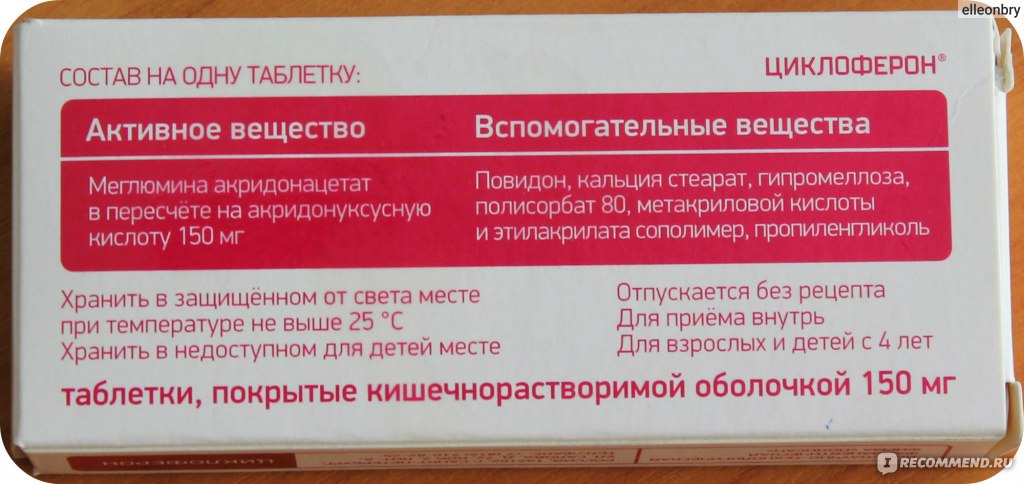 elleonbry
СОСТАВ НА ОДНУ ТАБЛЕТКУ:
ЦИКЛОФЕРОН®
Активное вещество
Меглюмина акридонацетат
в пересчёте на акридонуксусную
кислоту 150 мг
Вспомогательные вещества
Повидон, кальция стеарат, гипромеллоза,
полисорбат 80, метакриловой кислоты
и этилакрилата сополимер, пропиленгликоль
Хранить в защищённом от света месте
при температуре не выше 25 °С
Хранить в недоступном для детей месте
Отпускается без рецепта
Для приёма внутрь
Для взрослых и детей с 4 лет
таблетки, покрытые кишечнорастворимой оболочкой 150 мг
ЦИКЛОФЕРОН
IRECOMMEND.RU